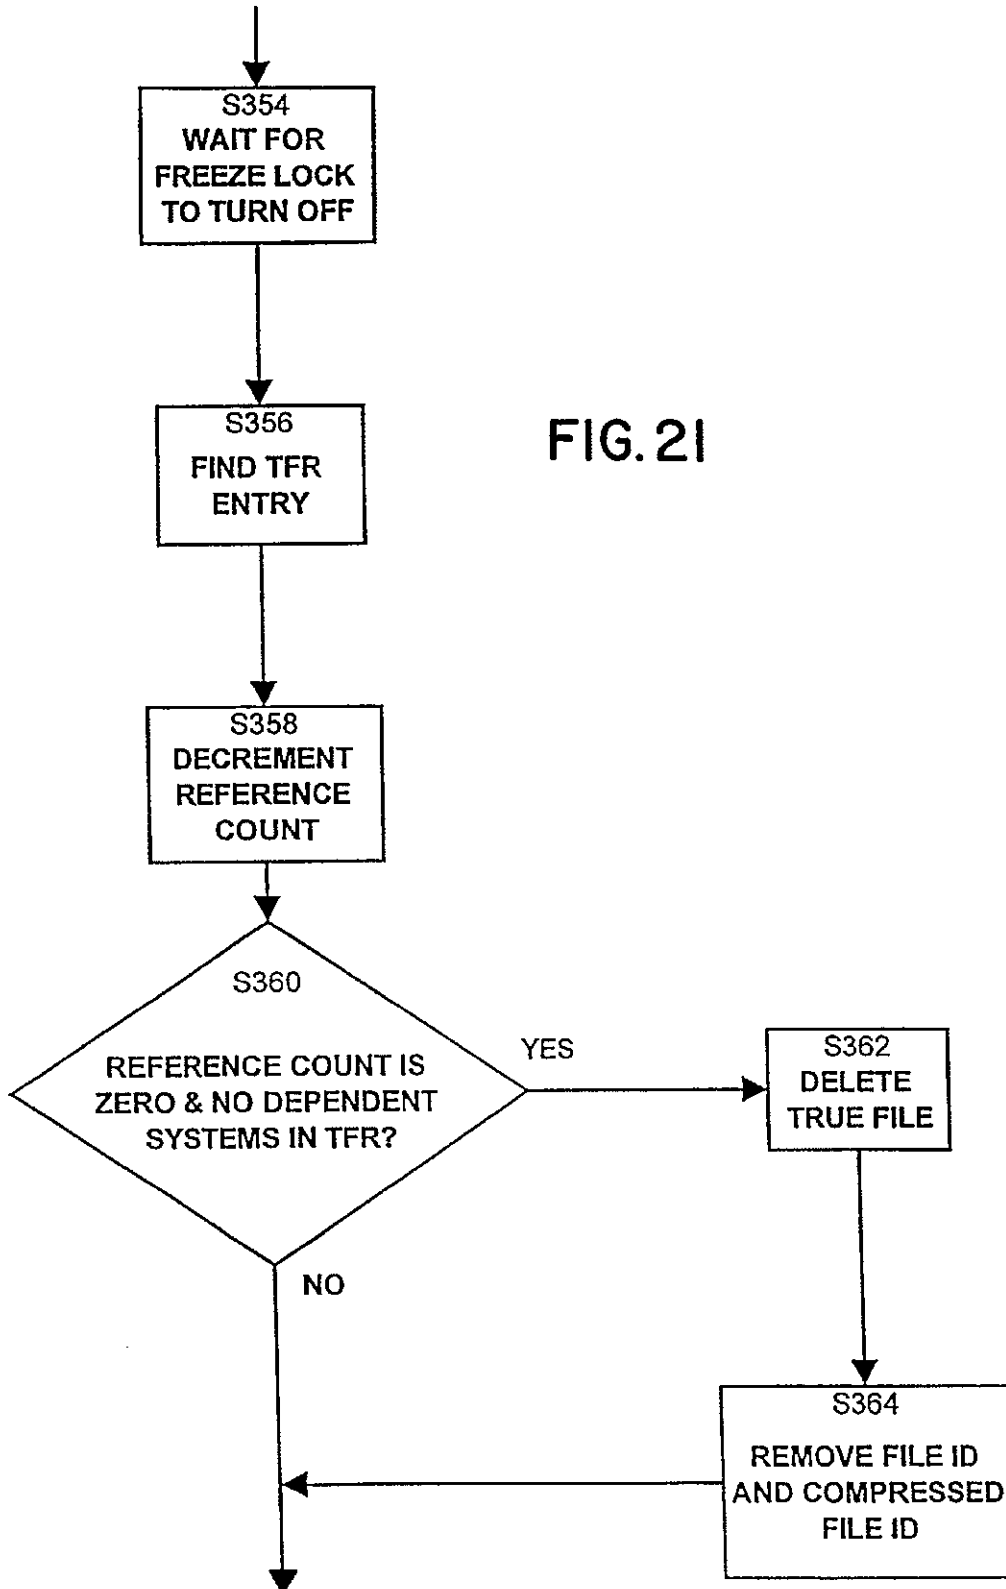 S354
WAIT FOR
FREEZE LOCK
TO TURN OFF
S356
FIND TFR
ENTRY
FIG. 21
S358
DECREMENT
REFERENCE
COUNT
S360
REFERENCE COUNT IS
ZERO & NO DEPENDENT
SYSTEMS IN TFR?
YES
NO
S362
DELETE
TRUE FILE
S364
REMOVE FILE ID
AND COMPRESSED
FILE ID